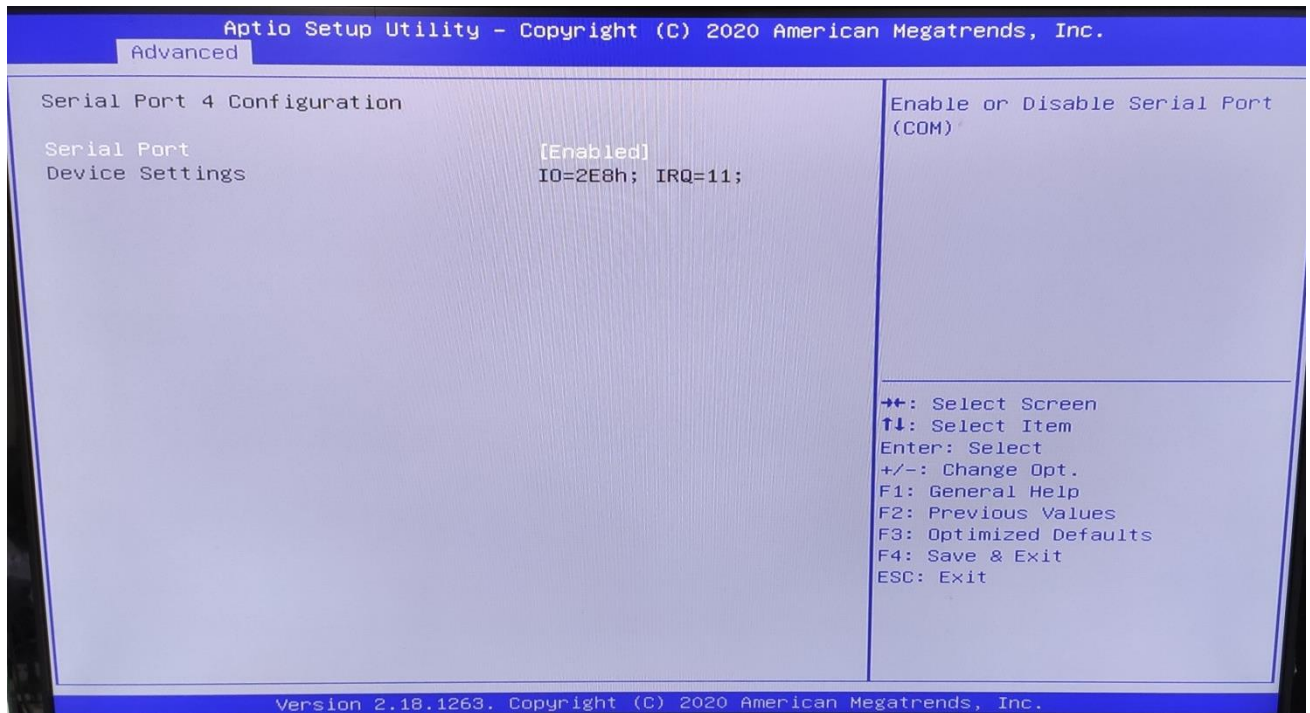 Aptio Setup Utility – Copyright (C) 2020 American Megatrends, Inc.
Advanced
Serial Port 4 Configuration
Serial Port [Enabled]
Device Settings IO=2E8h; IRQ=11;
Enable or Disable Serial Port
(COM)
→←: Select Screen
↑↓: Select Item
Enter: Select
+/-: Change Opt.
F1: General Help
F2: Previous Values
F3: Optimized Defaults
F4: Save & Exit
ESC: Exit
Version 2.18.1263. Copyright (C) 2020 American Megatrends, Inc.